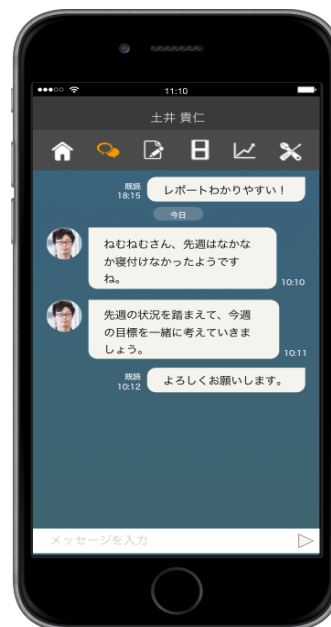 11:10
土井 貴仁
既読
18:15
レポートわかりやすい！
今日
ねむねむさん、先週はなかな
か寝付けなかったようです
ね。
10:10
先週の状況を踏まえて、今週
の目標を一緒に考えていきま
しょう。
10:11
既読
10:12
よろしくお願いします。
メッセージを入力